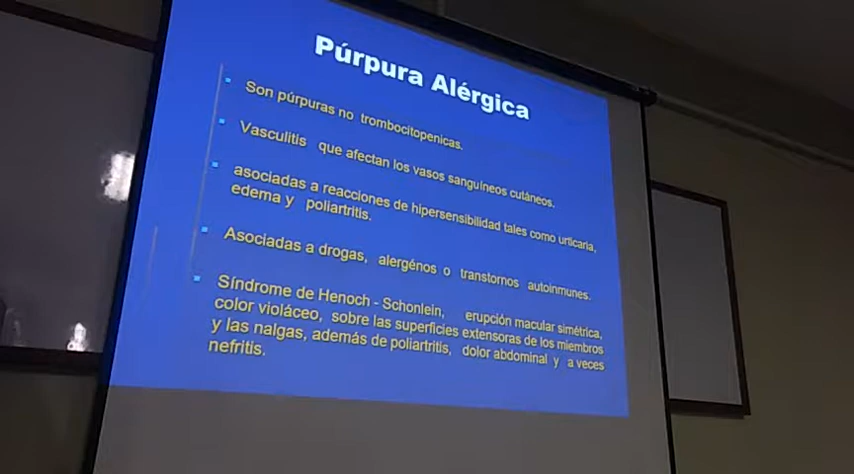 Púrpura Alérgica
Son púrpuras no trombocitopenicas.
Vasculitis que afectan los vasos sanguíneos cutáneos.
asociadas a reacciones de hipersensibilidad tales como urticaria,
edema y poliartritis.
Asociadas a drogas, alergénos o transtornos autoinmunes.
Síndrome de Henoch - Schonlein, erupción macular simétrica,
color violáceo, sobre las superficies extensoras de los miembros
y las nalgas, además de poliartritis, dolor abdominal y a veces
nefritis.